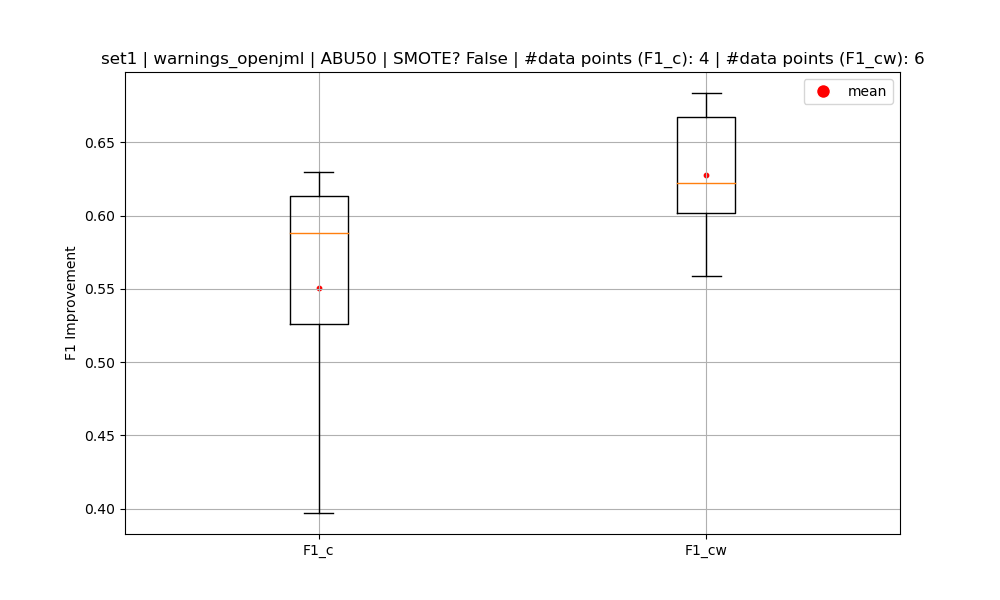 set1 | warnings_openjml | ABU50 | SMOTE? False | #data points (F1_c): 4 | #data points (F1_cw): 6
mean
F1 Improvement
0.65
0.60
0.55
0.50
0.45
0.40
F1_c
F1_cw